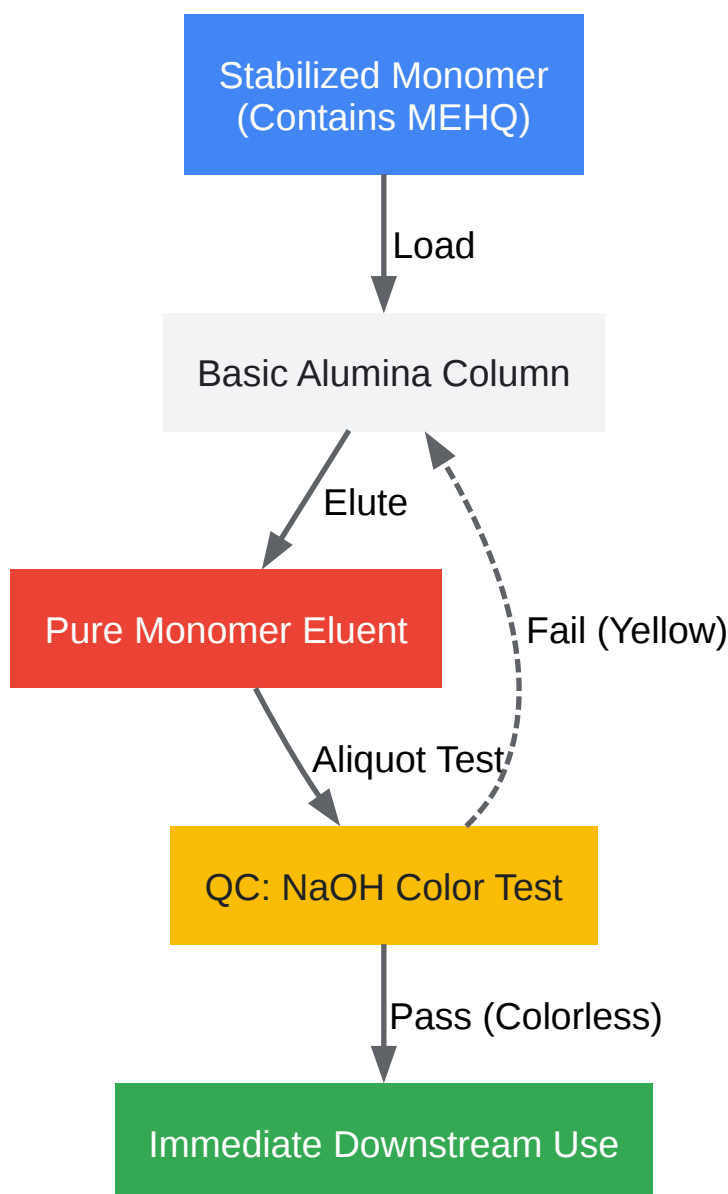 Stabilized Monomer
(Contains MEHQ)
Load
Basic Alumina Column
Elute
Pure Monomer Eluent
Fail (Yellow)
Aliquot Test
QC: NaOH Color Test
Pass (Colorless)
Immediate Downstream Use